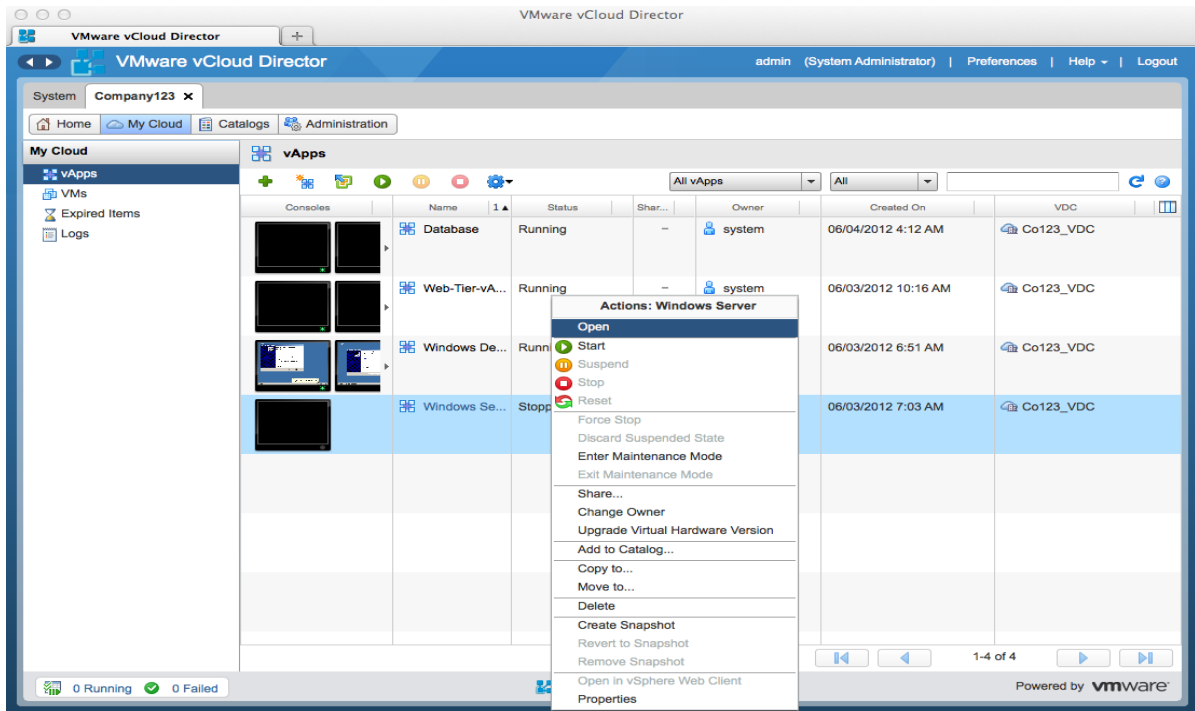 VMware vCloud Director
VMware vCloud Director
VMware vCloud Director
admin (System Administrator) | Preferences | Help | Logout
System Company123
Home My Cloud Catalogs Administration
My Cloud
vApps
VMs
Expired Items
Logs
vApps
All vApps All
Consoles Name 1 Status Shar... Owner Created On VDC
Database Running – system 06/04/2012 4:12 AM Co123_VDC
Web-Tier-vA... Running – system 06/03/2012 10:16 AM Co123_VDC
Windows De... Runni 06/03/2012 6:51 AM Co123_VDC
Windows Se... Stopp 06/03/2012 7:03 AM Co123_VDC
Actions: Windows Server
Open
Start
Suspend
Stop
Reset
Force Stop
Discard Suspended State
Enter Maintenance Mode
Exit Maintenance Mode
Share...
Change Owner
Upgrade Virtual Hardware Version
Add to Catalog...
Copy to...
Move to...
Delete
Create Snapshot
Revert to Snapshot
Remove Snapshot
Open in vSphere Web Client
Properties
1-4 of 4
0 Running 0 Failed
Powered by vmware